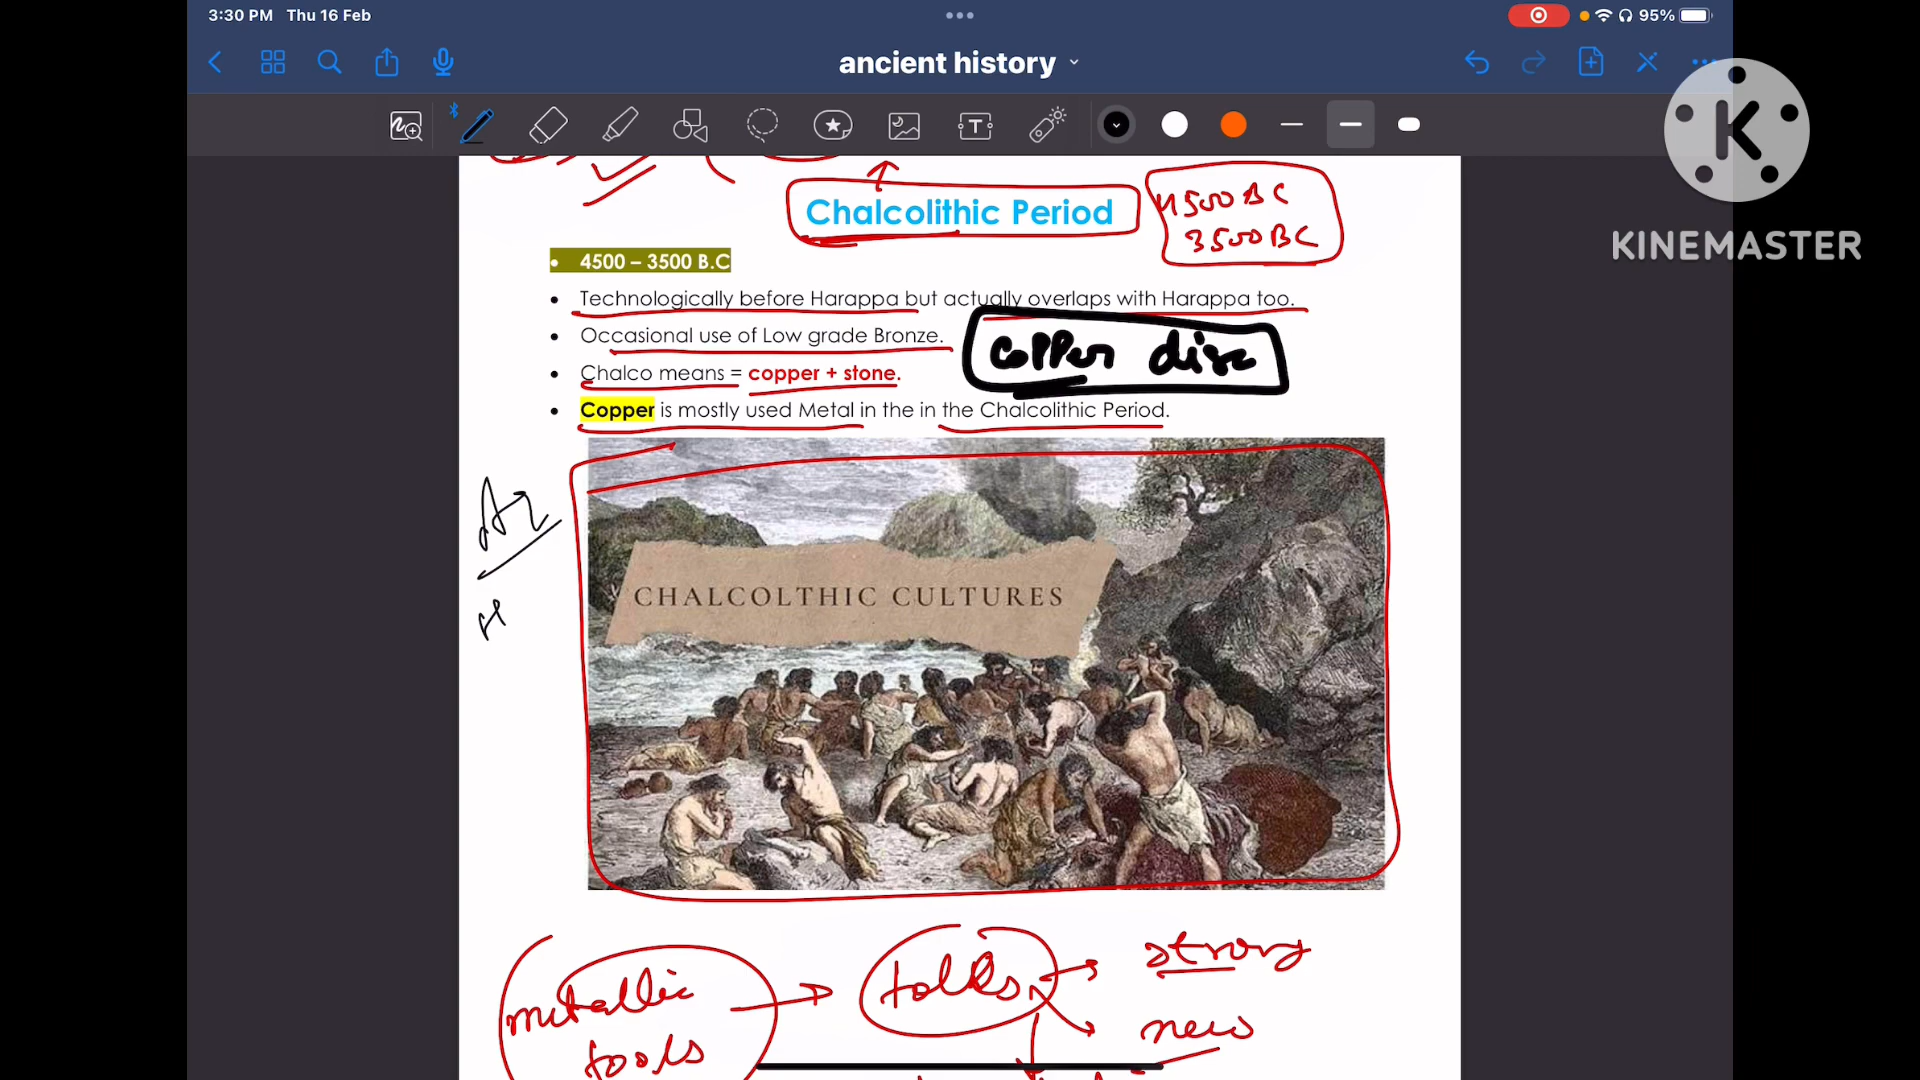 3:30 PM Thu 16 Feb
95%
ancient history
K
KINEMASTER
Chalcolithic Period
4500 BC
3500 BC
• 4500 – 3500 B.C
• Technologically before Harappa but actually overlaps with Harappa too.
• Occasional use of Low grade Bronze.
copper disc
• Chalco means = copper + stone.
• Copper is mostly used Metal in the in the Chalcolithic Period.
CHALCOLTHIC CULTURES
strong
metallic
new
tools